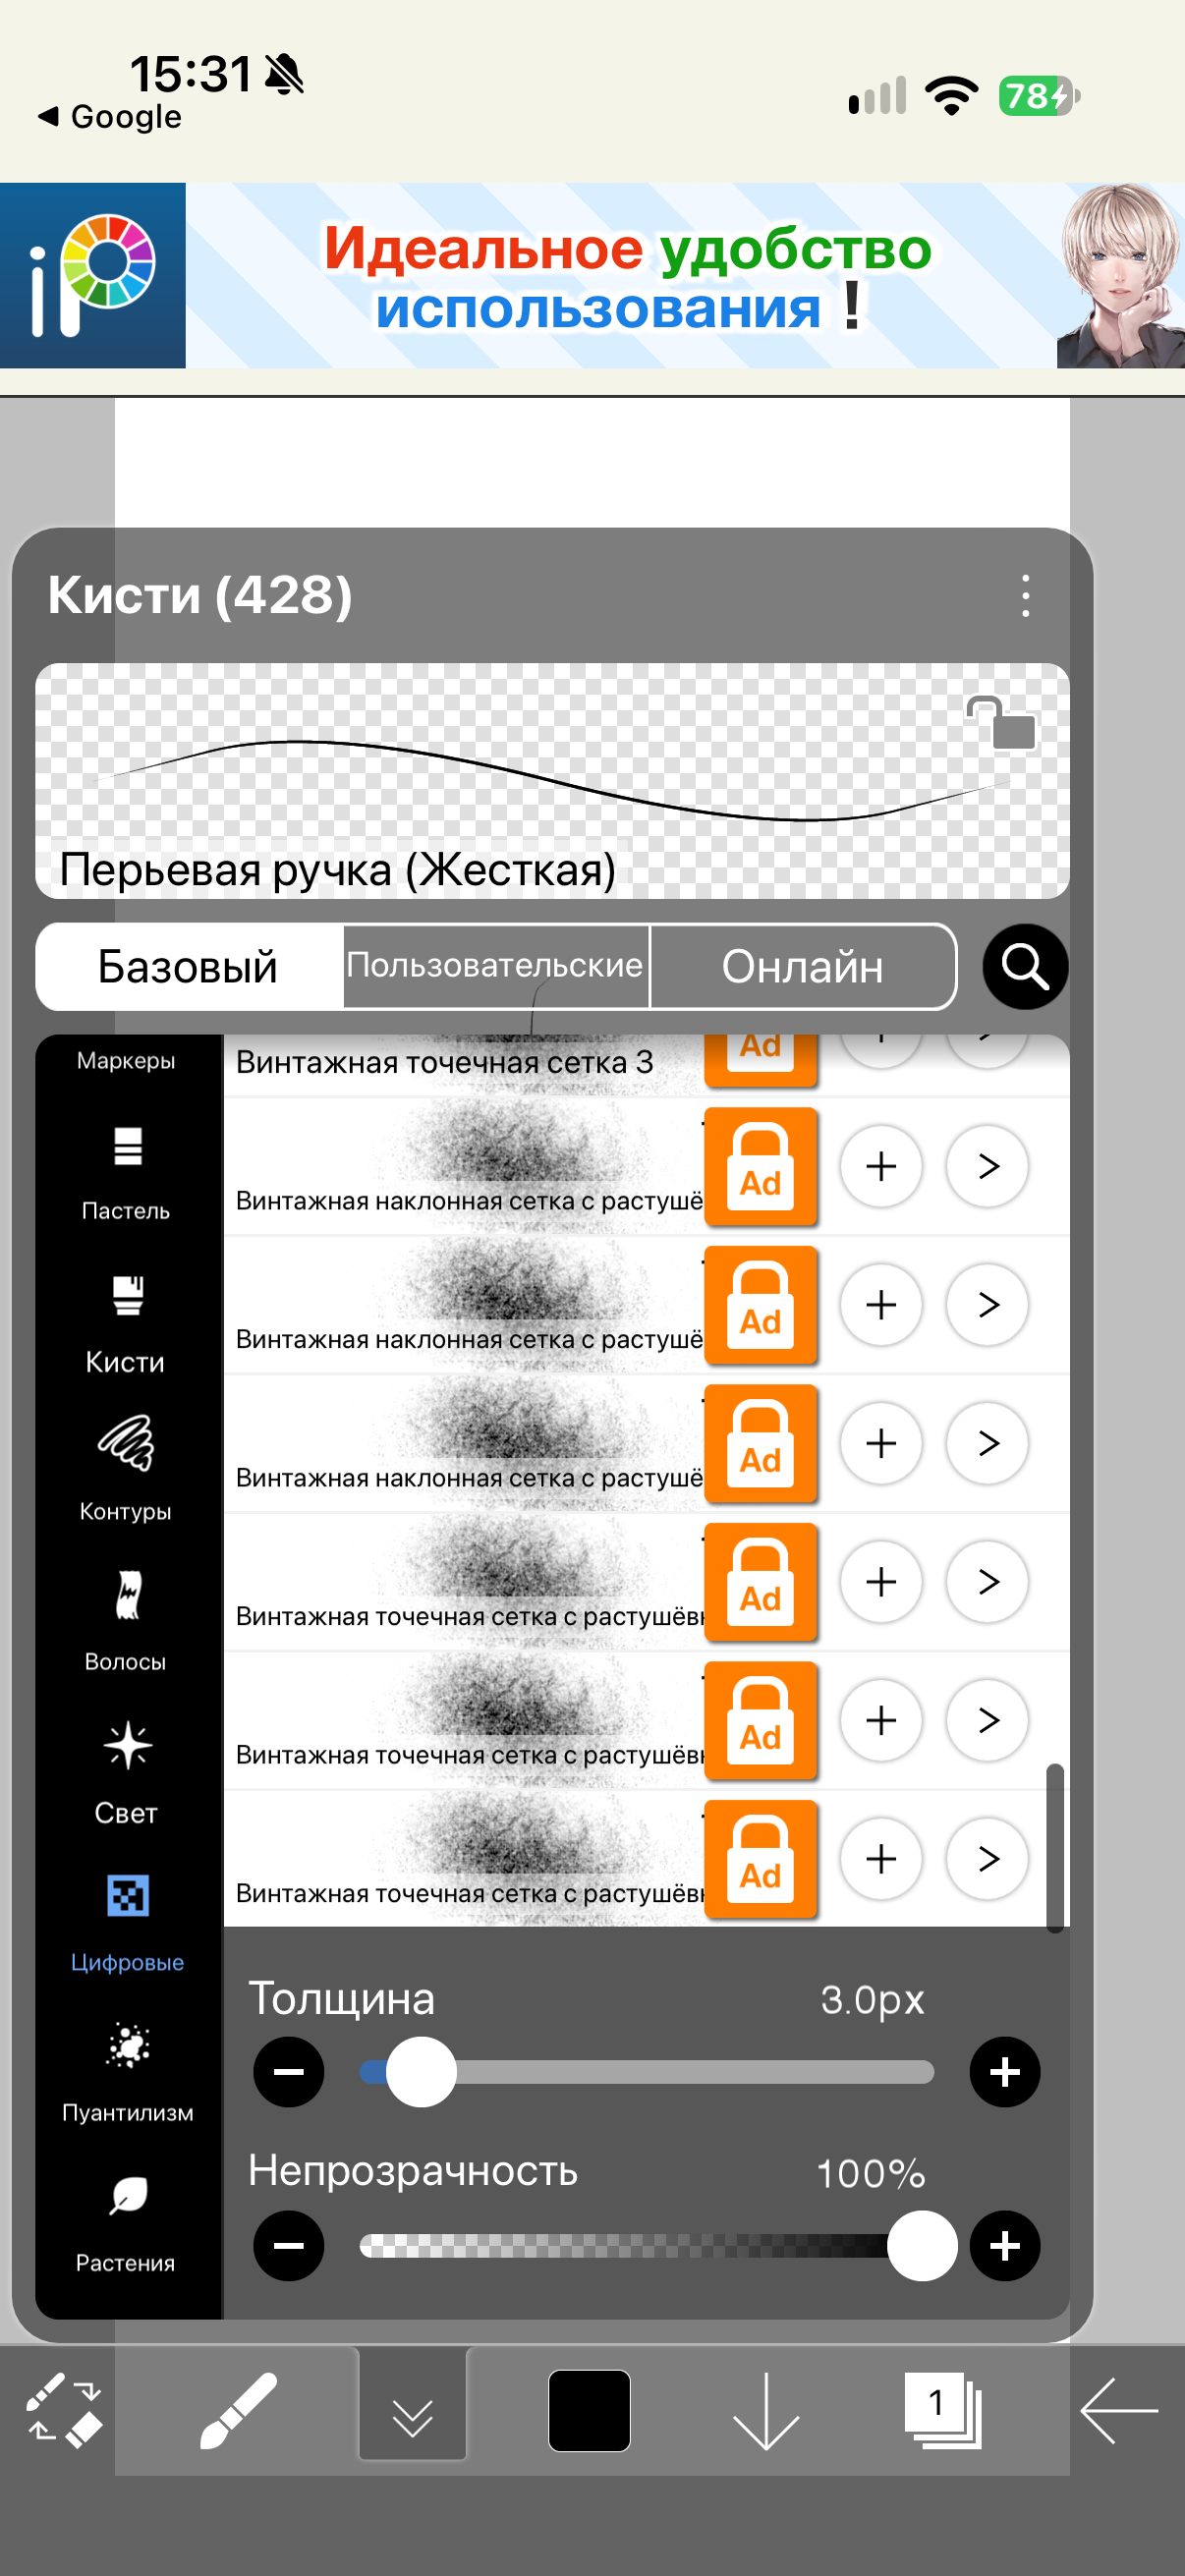 15:31
Google
78
iP
Идеальное удобство
использования !
Кисти (428)
Перьевая ручка (Жесткая)
Базовый
Пользовательские
Онлайн
Маркеры
Винтажная точечная сетка 3
Ad
Пастель
Винтажная наклонная сетка с растушё
Ad
Кисти
Винтажная наклонная сетка с растушё
Ad
Контуры
Винтажная наклонная сетка с растушё
Ad
Волосы
Винтажная точечная сетка с растушёв
Ad
Свет
Винтажная точечная сетка с растушёв
Ad
Цифровые
Винтажная точечная сетка с растушёв
Ad
Пуантилизм
Растения
Толщина
3.0px
Непрозрачность
100%
1